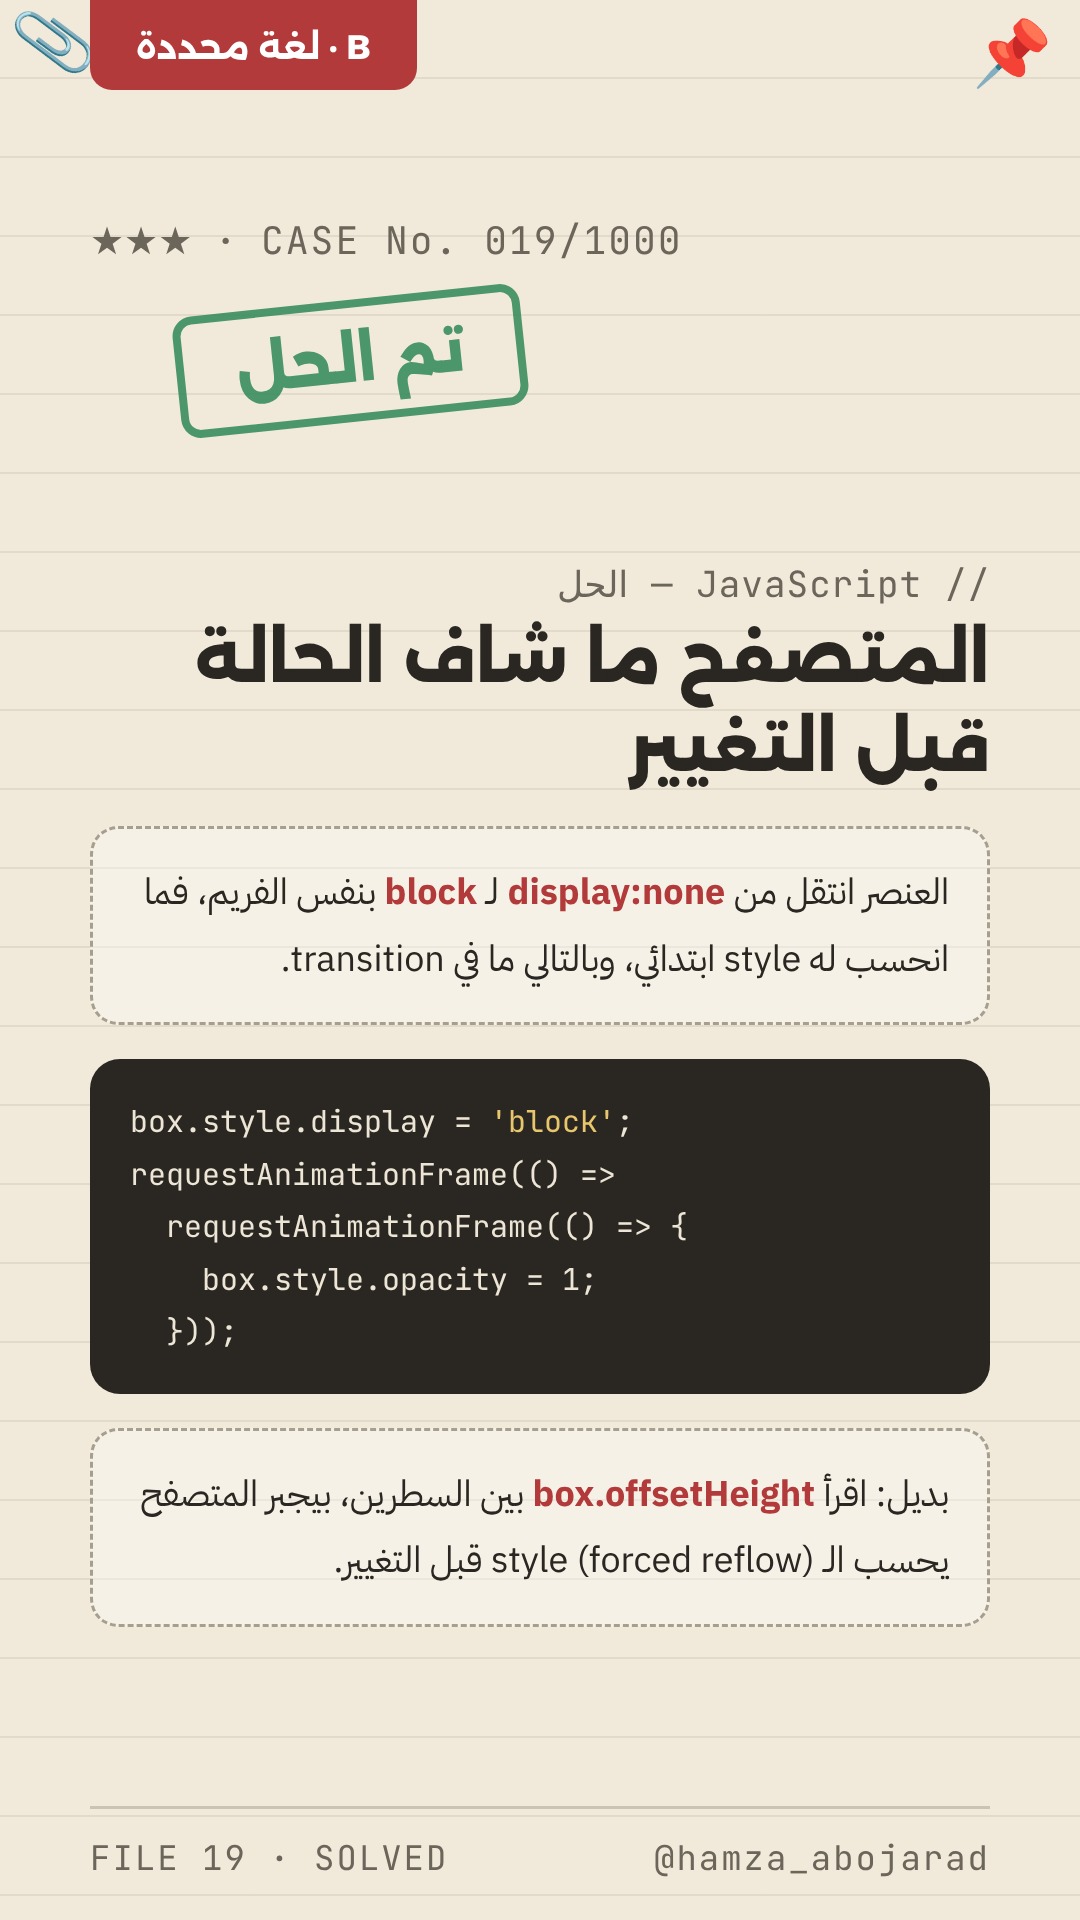 B · لغة محددة
★★★ · CASE No. 019/1000
تم الحل
// JavaScript — الحل
المتصفح ما شاف الحالة
قبل التغيير
العنصر انتقل من display:none لـ block بنفس الفريم، فما
انحسب له style ابتدائي، وبالتالي ما في transition.
box.style.display = 'block';
requestAnimationFrame(() =>
  requestAnimationFrame(() => {
    box.style.opacity = 1;
  }));
بديل: اقرأ box.offsetHeight بين السطرين، بيجبر المتصفح
يحسب الـ style (forced reflow) قبل التغيير.
FILE 19 · SOLVED
@hamza_abojarad